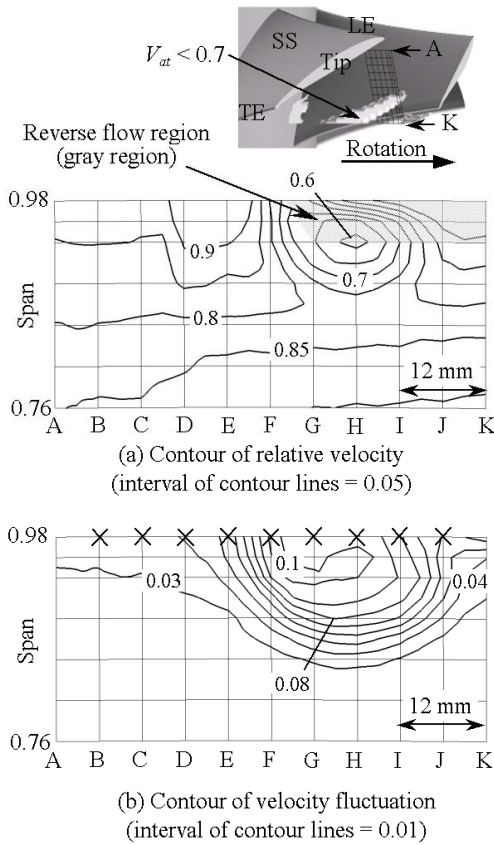 SS
LE
A
V_at < 0.7
Tip
TE
K
Reverse flow region
(gray region)
Rotation
0.6
0.98
0.9
0.7
Span
0.8
0.85
12 mm
0.76
A B C D E F G H I J K
(a) Contour of relative velocity
(interval of contour lines = 0.05)
0.98
0.1
0.03
0.04
Span
0.08
12 mm
0.76
A B C D E F G H I J K
(b) Contour of velocity fluctuation
(interval of contour lines = 0.01)